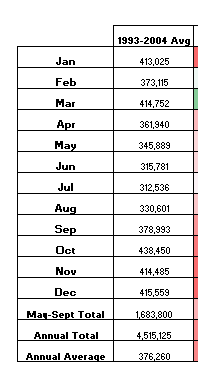 1993-2004 Avg
Jan 413,025
Feb 373,115
Mar 414,752
Apr 361,940
May 345,889
Jun 315,781
Jul 312,536
Aug 330,601
Sep 378,993
Oct 438,450
Nov 414,485
Dec 415,559
May-Sept Total 1,683,800
Annual Total 4,515,125
Annual Average 376,260